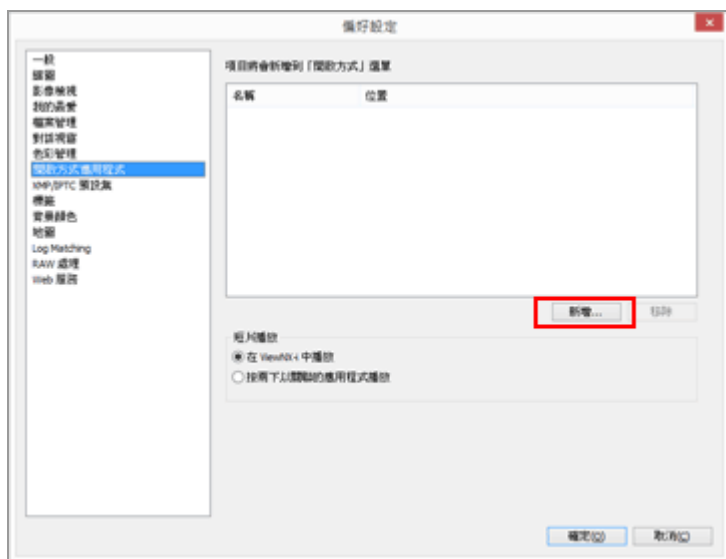 偏好設定
一般
縮圖
影像檢視
我的最愛
檔案管理
對話視窗
色彩管理
開啟方式應用程式
XMP/IPTC 預設集
標籤
背景顏色
地圖
Log Matching
RAW 處理
Web 服務
項目將會新增到「開啟方式」選單
名稱 位置
新增... 移除
短片播放
在 ViewNX-i 中播放
按兩下以關聯的應用程式播放
確定(O) 取消(C)